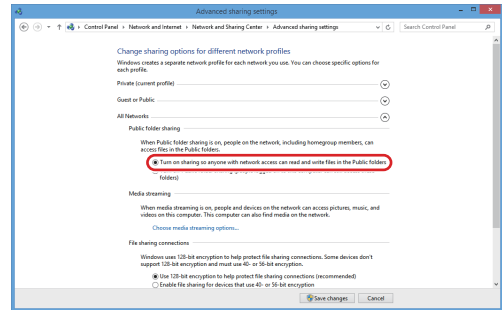 Advanced sharing settings
Control Panel
Network and Internet
Network and Sharing Center
Advanced sharing settings
Search Control Panel
Change sharing options for different network profiles
Windows creates a separate network profile for each network you use. You can choose specific options for
each profile.
Private (current profile)
Guest or Public
All Networks
Public folder sharing
When Public folder sharing is on, people on the network, including homegroup members, can
access files in the Public folders.
Turn on sharing so anyone with network access can read and write files in the Public folders
folders)
Media streaming
When media streaming is on, people and devices on the network can access pictures, music, and
videos on this computer. This computer can also find media on the network.
Choose media streaming options...
File sharing connections
Windows uses 128-bit encryption to help protect file sharing connections. Some devices don't
support 128-bit encryption and must use 40- or 56-bit encryption.
Use 128-bit encryption to help protect file sharing connections (recommended)
Enable file sharing for devices that use 40- or 56-bit encryption
Save changes
Cancel